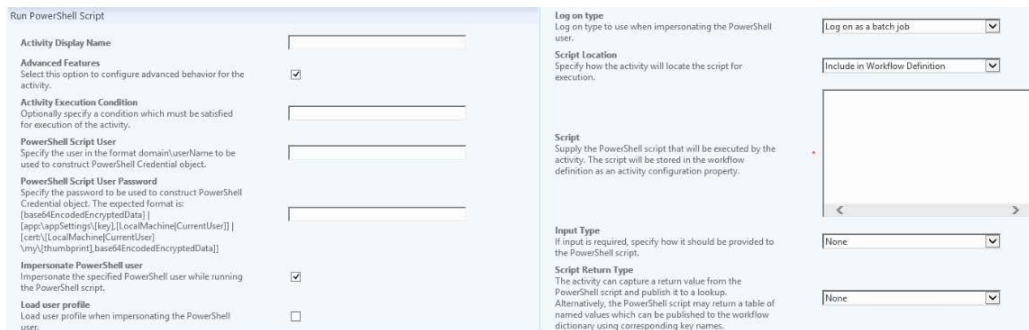 Run PowerShell Script
Activity Display Name
Advanced Features
Select this option to configure advanced behavior for the
activity.
Activity Execution Condition
Optionally specify a condition which must be satisfied
for execution of the activity.
PowerShell Script User
Specify the user in the format domain\userName to be
used to construct PowerShell Credential object.
PowerShell Script User Password
Specify the password to be used to construct PowerShell
Credential object. The expected format is:
[base64EncodedEncryptedData] |
[app:\appSettings\[key],[LocalMachine|CurrentUser]] |
[cert:\[LocalMachine|CurrentUser]
\my\[thumbprint],base64EncodedEncryptedData]]
Impersonate PowerShell user
Impersonate the specified PowerShell user while running
the PowerShell script.
Load user profile
Load user profile when impersonating the PowerShell
user.
Log on type
Log on type to use when impersonating the PowerShell
user.
Log on as a batch job
Script Location
Specify how the activity will locate the script for
execution.
Include in Workflow Definition
Script
Supply the PowerShell script that will be executed by the
activity. The script will be stored in the workflow
definition as an activity configuration property.
*
Input Type
If input is required, specify how it should be provided to
the PowerShell script.
None
Script Return Type
The activity can capture a return value from the
PowerShell script and publish it to a lookup.
Alternatively, the PowerShell script may return a table of
named values which can be published to the workflow
dictionary using corresponding key names.
None